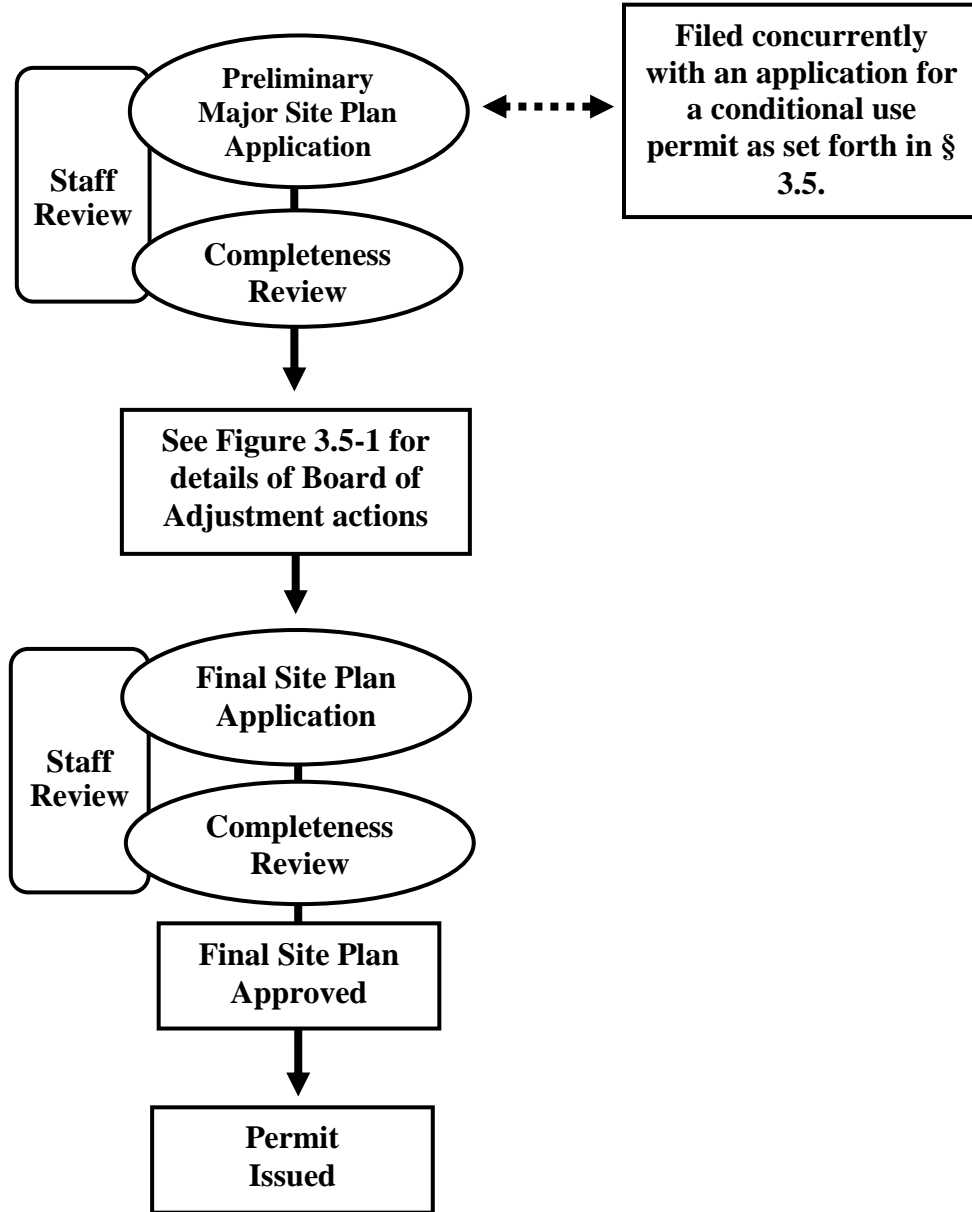 Preliminary
Major Site Plan
Application
Filed concurrently
with an application for
a conditional use
permit as set forth in §
3.5.
Staff
Review
Completeness
Review
See Figure 3.5-1 for
details of Board of
Adjustment actions
Final Site Plan
Application
Staff
Review
Completeness
Review
Final Site Plan
Approved
Permit
Issued